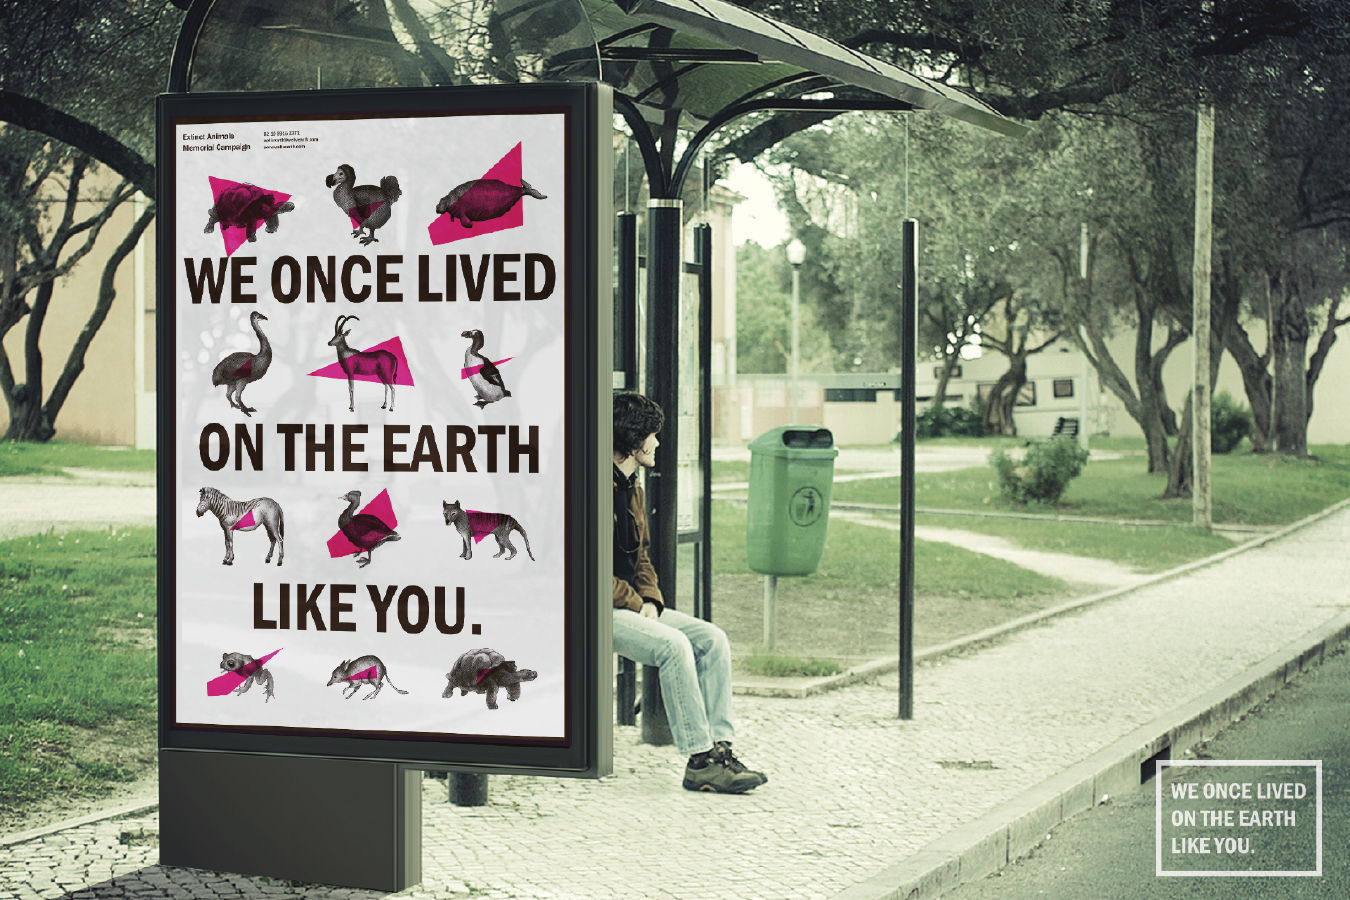 Extinct Animals
Memorial Campaign
WE ONCE LIVED
ON THE EARTH
LIKE YOU.
WE ONCE LIVED
ON THE EARTH
LIKE YOU.